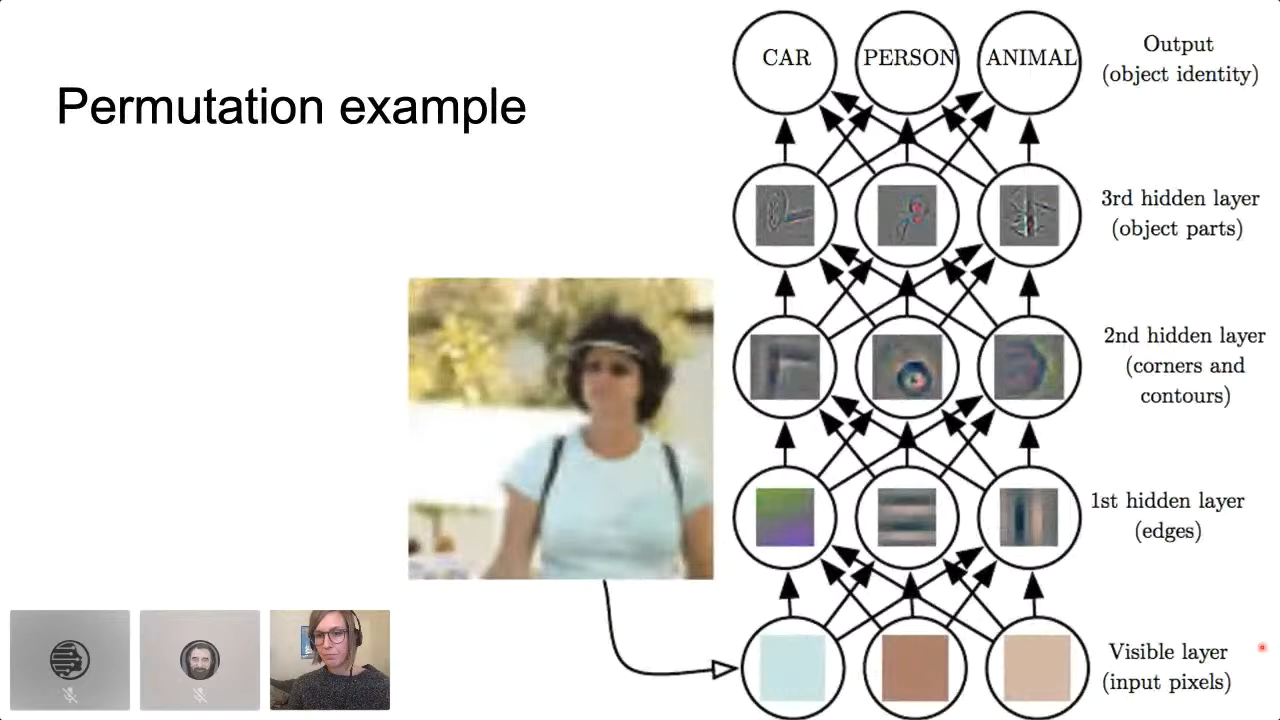 Permutation example
CAR
PERSON
ANIMAL
Output
(object identity)
3rd hidden layer
(object parts)
2nd hidden layer
(corners and
contours)
1st hidden layer
(edges)
Visible layer
(input pixels)